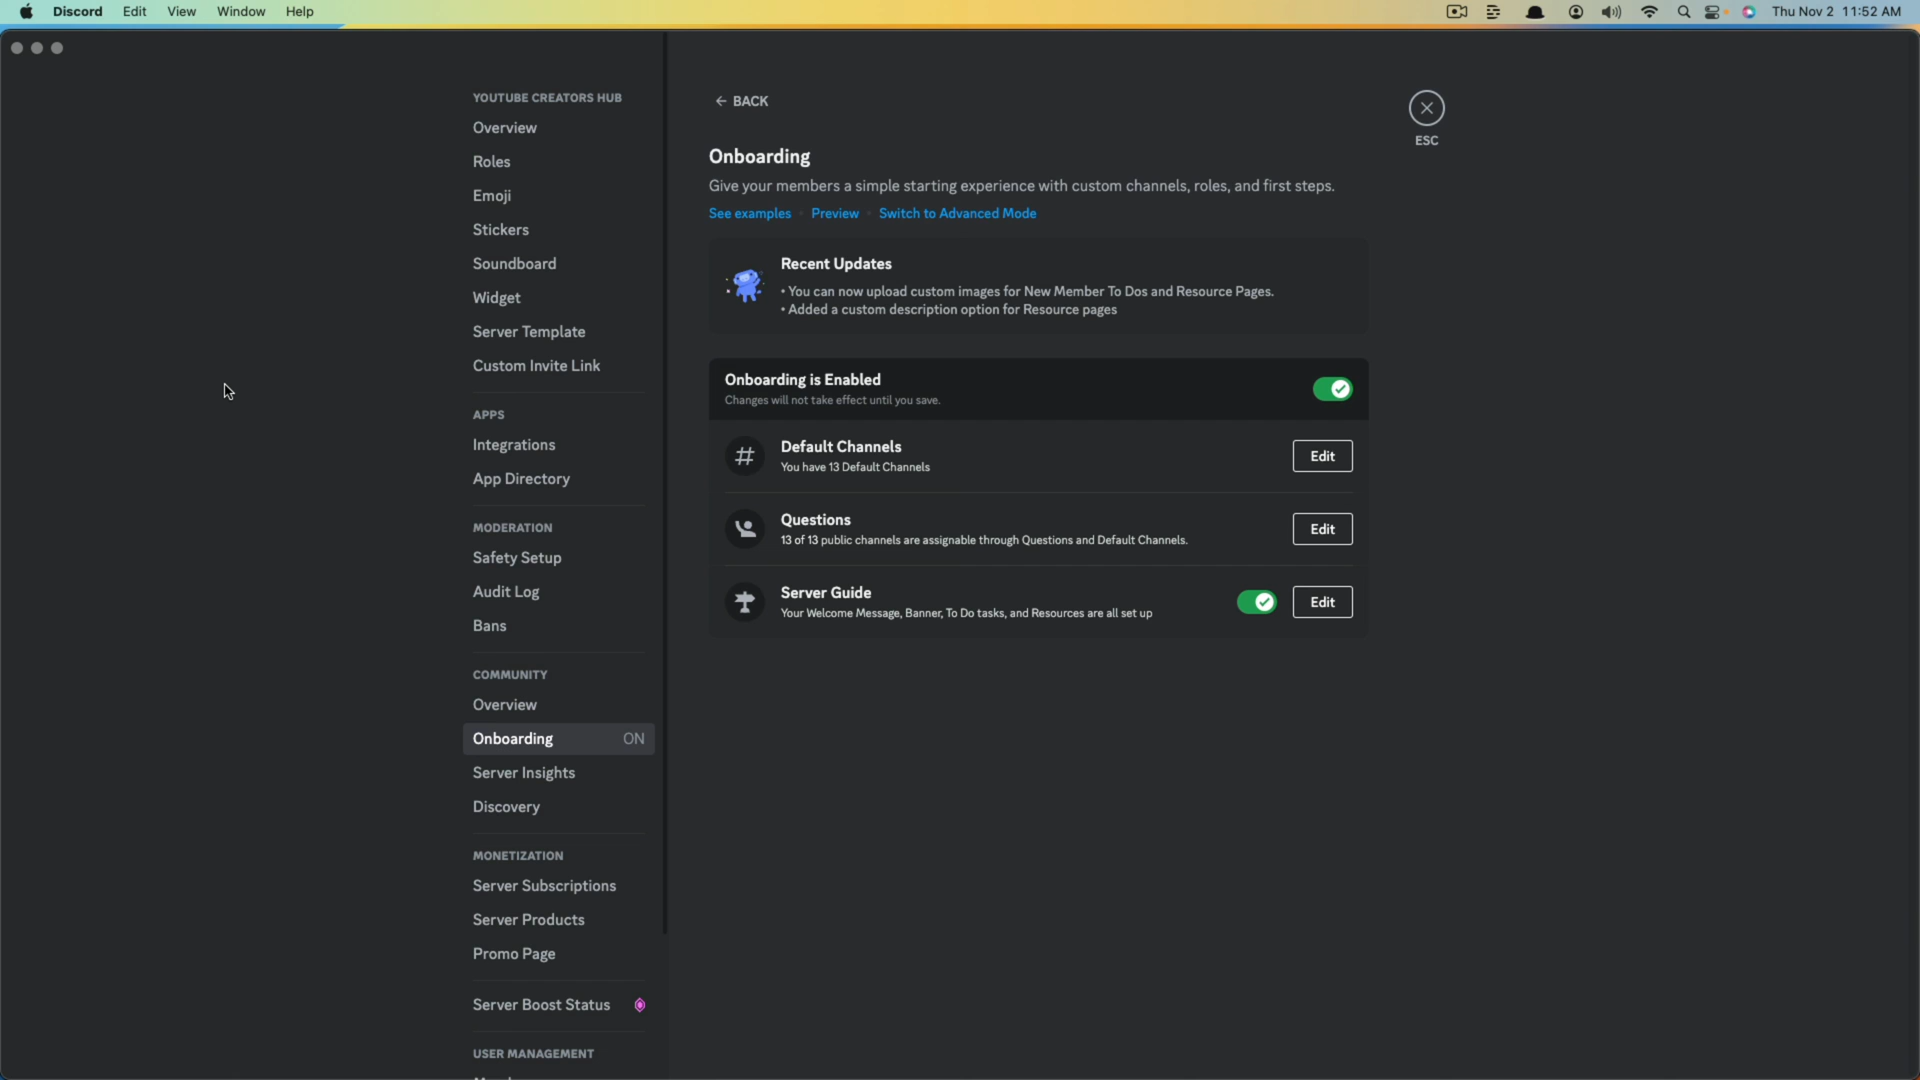 Discord Edit View Window Help
Thu Nov 2 11:52 AM
YOUTUBE CREATORS HUB
Overview
Roles
Emoji
Stickers
Soundboard
Widget
Server Template
Custom Invite Link
APPS
Integrations
App Directory
MODERATION
Safety Setup
Audit Log
Bans
COMMUNITY
Overview
Onboarding ON
Server Insights
Discovery
MONETIZATION
Server Subscriptions
Server Products
Promo Page
Server Boost Status
USER MANAGEMENT
← BACK
ESC
Onboarding
Give your members a simple starting experience with custom channels, roles, and first steps.
See examples • Preview • Switch to Advanced Mode
Recent Updates
• You can now upload custom images for New Member To Dos and Resource Pages.
• Added a custom description option for Resource pages
Onboarding is Enabled
Changes will not take effect until you save.
Default Channels
You have 13 Default Channels
Edit
Questions
13 of 13 public channels are assignable through Questions and Default Channels.
Edit
Server Guide
Your Welcome Message, Banner, To Do tasks, and Resources are all set up
Edit